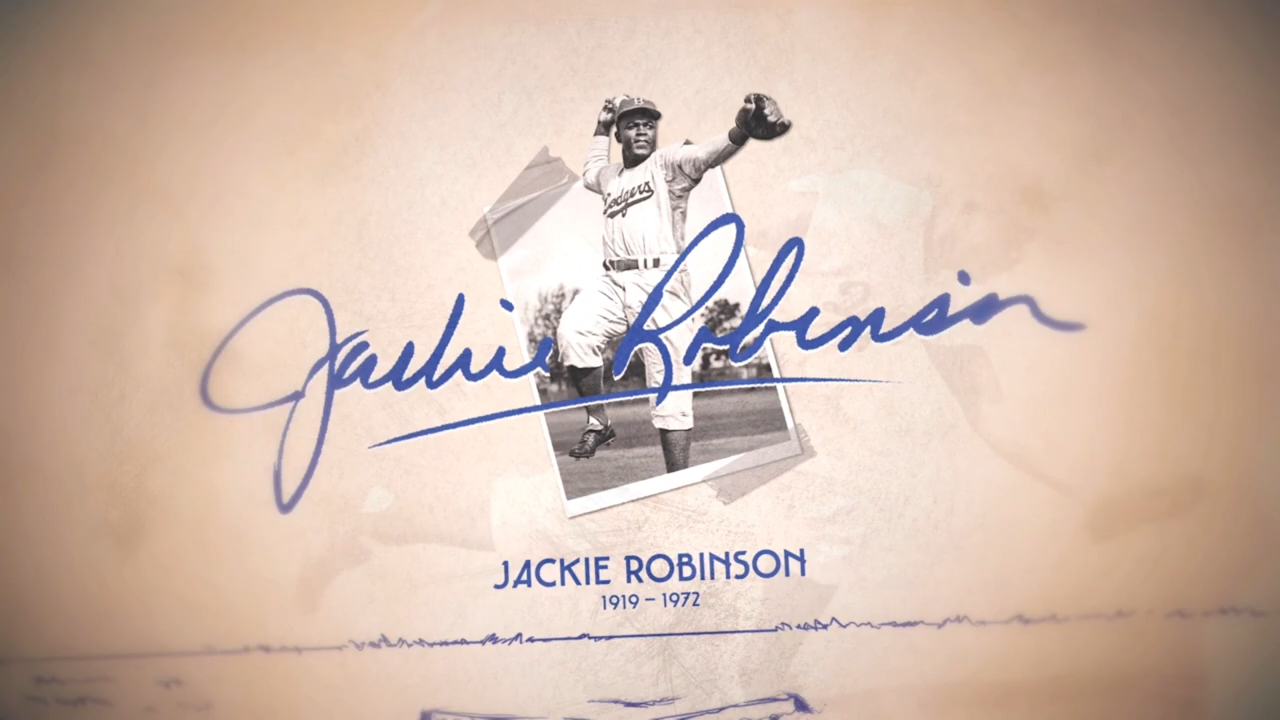 B
Dodgers
Jackie Robinson
JACKIE ROBINSON
1919 – 1972